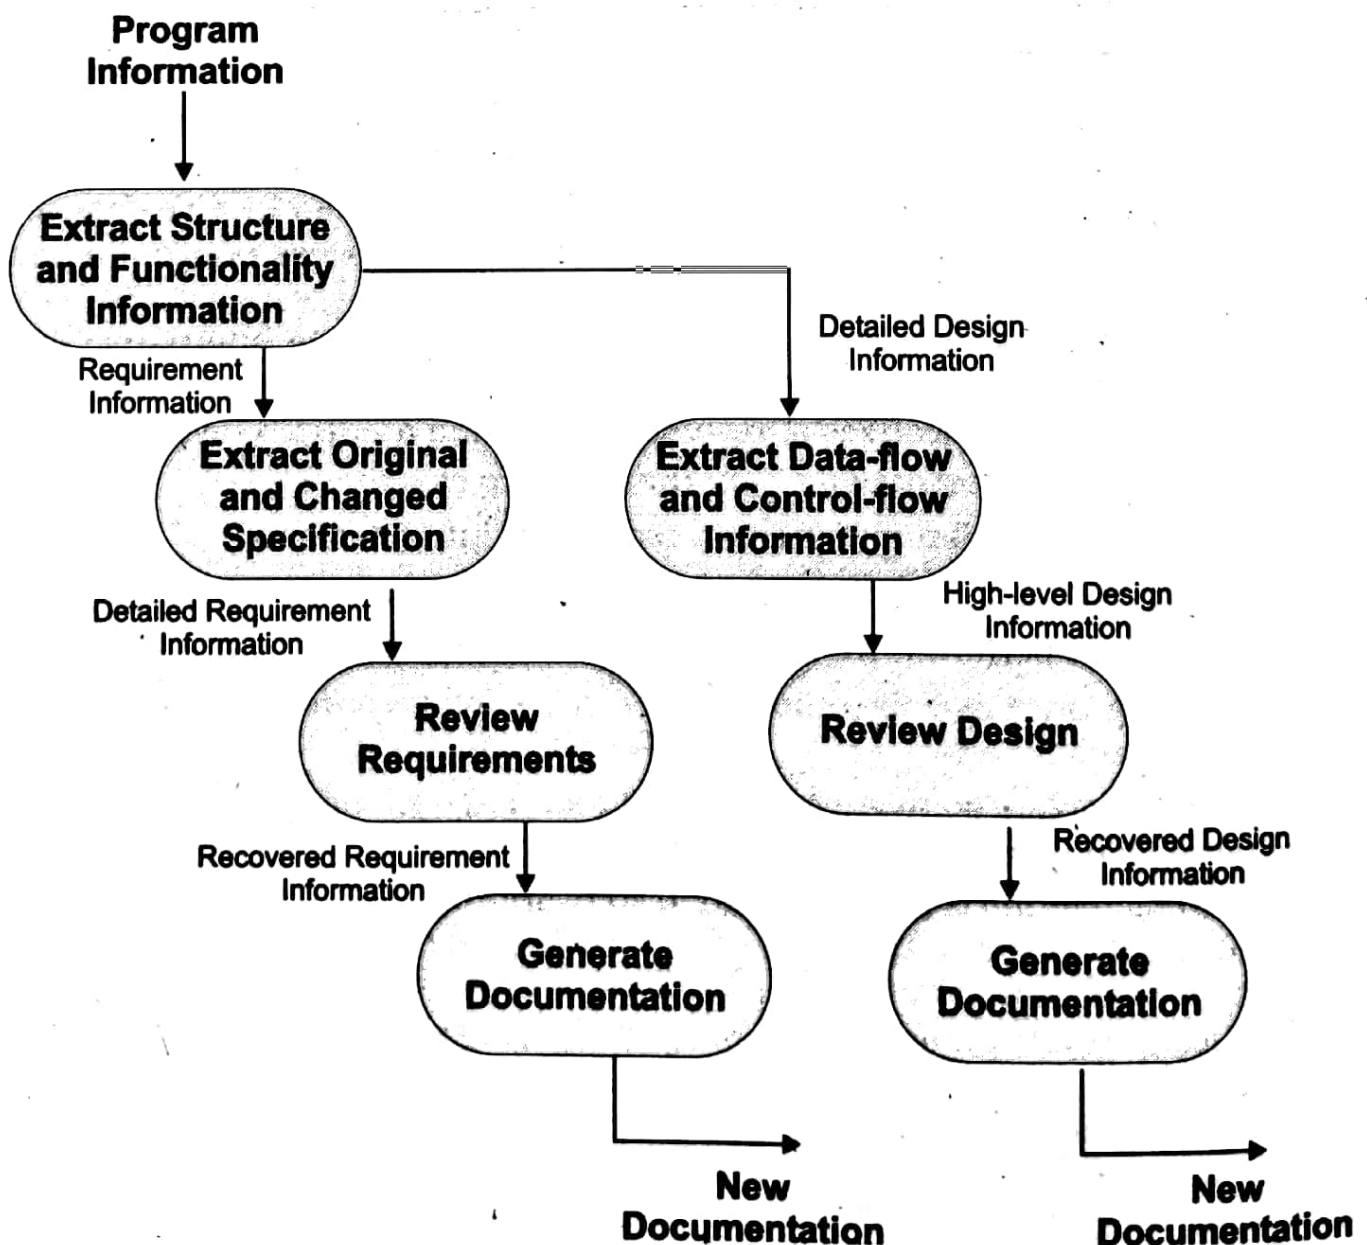 Program
Information
Extract Structure
and Functionality
Information
Detailed Design
Information
Requirement
Information
Extract Original
and Changed
Specification
Extract Data-flow
and Control-flow
Information
Detailed Requirement
Information
High-level Design
Information
Review
Requirements
Review Design
Recovered Requirement
Information
Recovered Design
Information
Generate
Documentation
Generate
Documentation
New
Documentation
New
Documentation